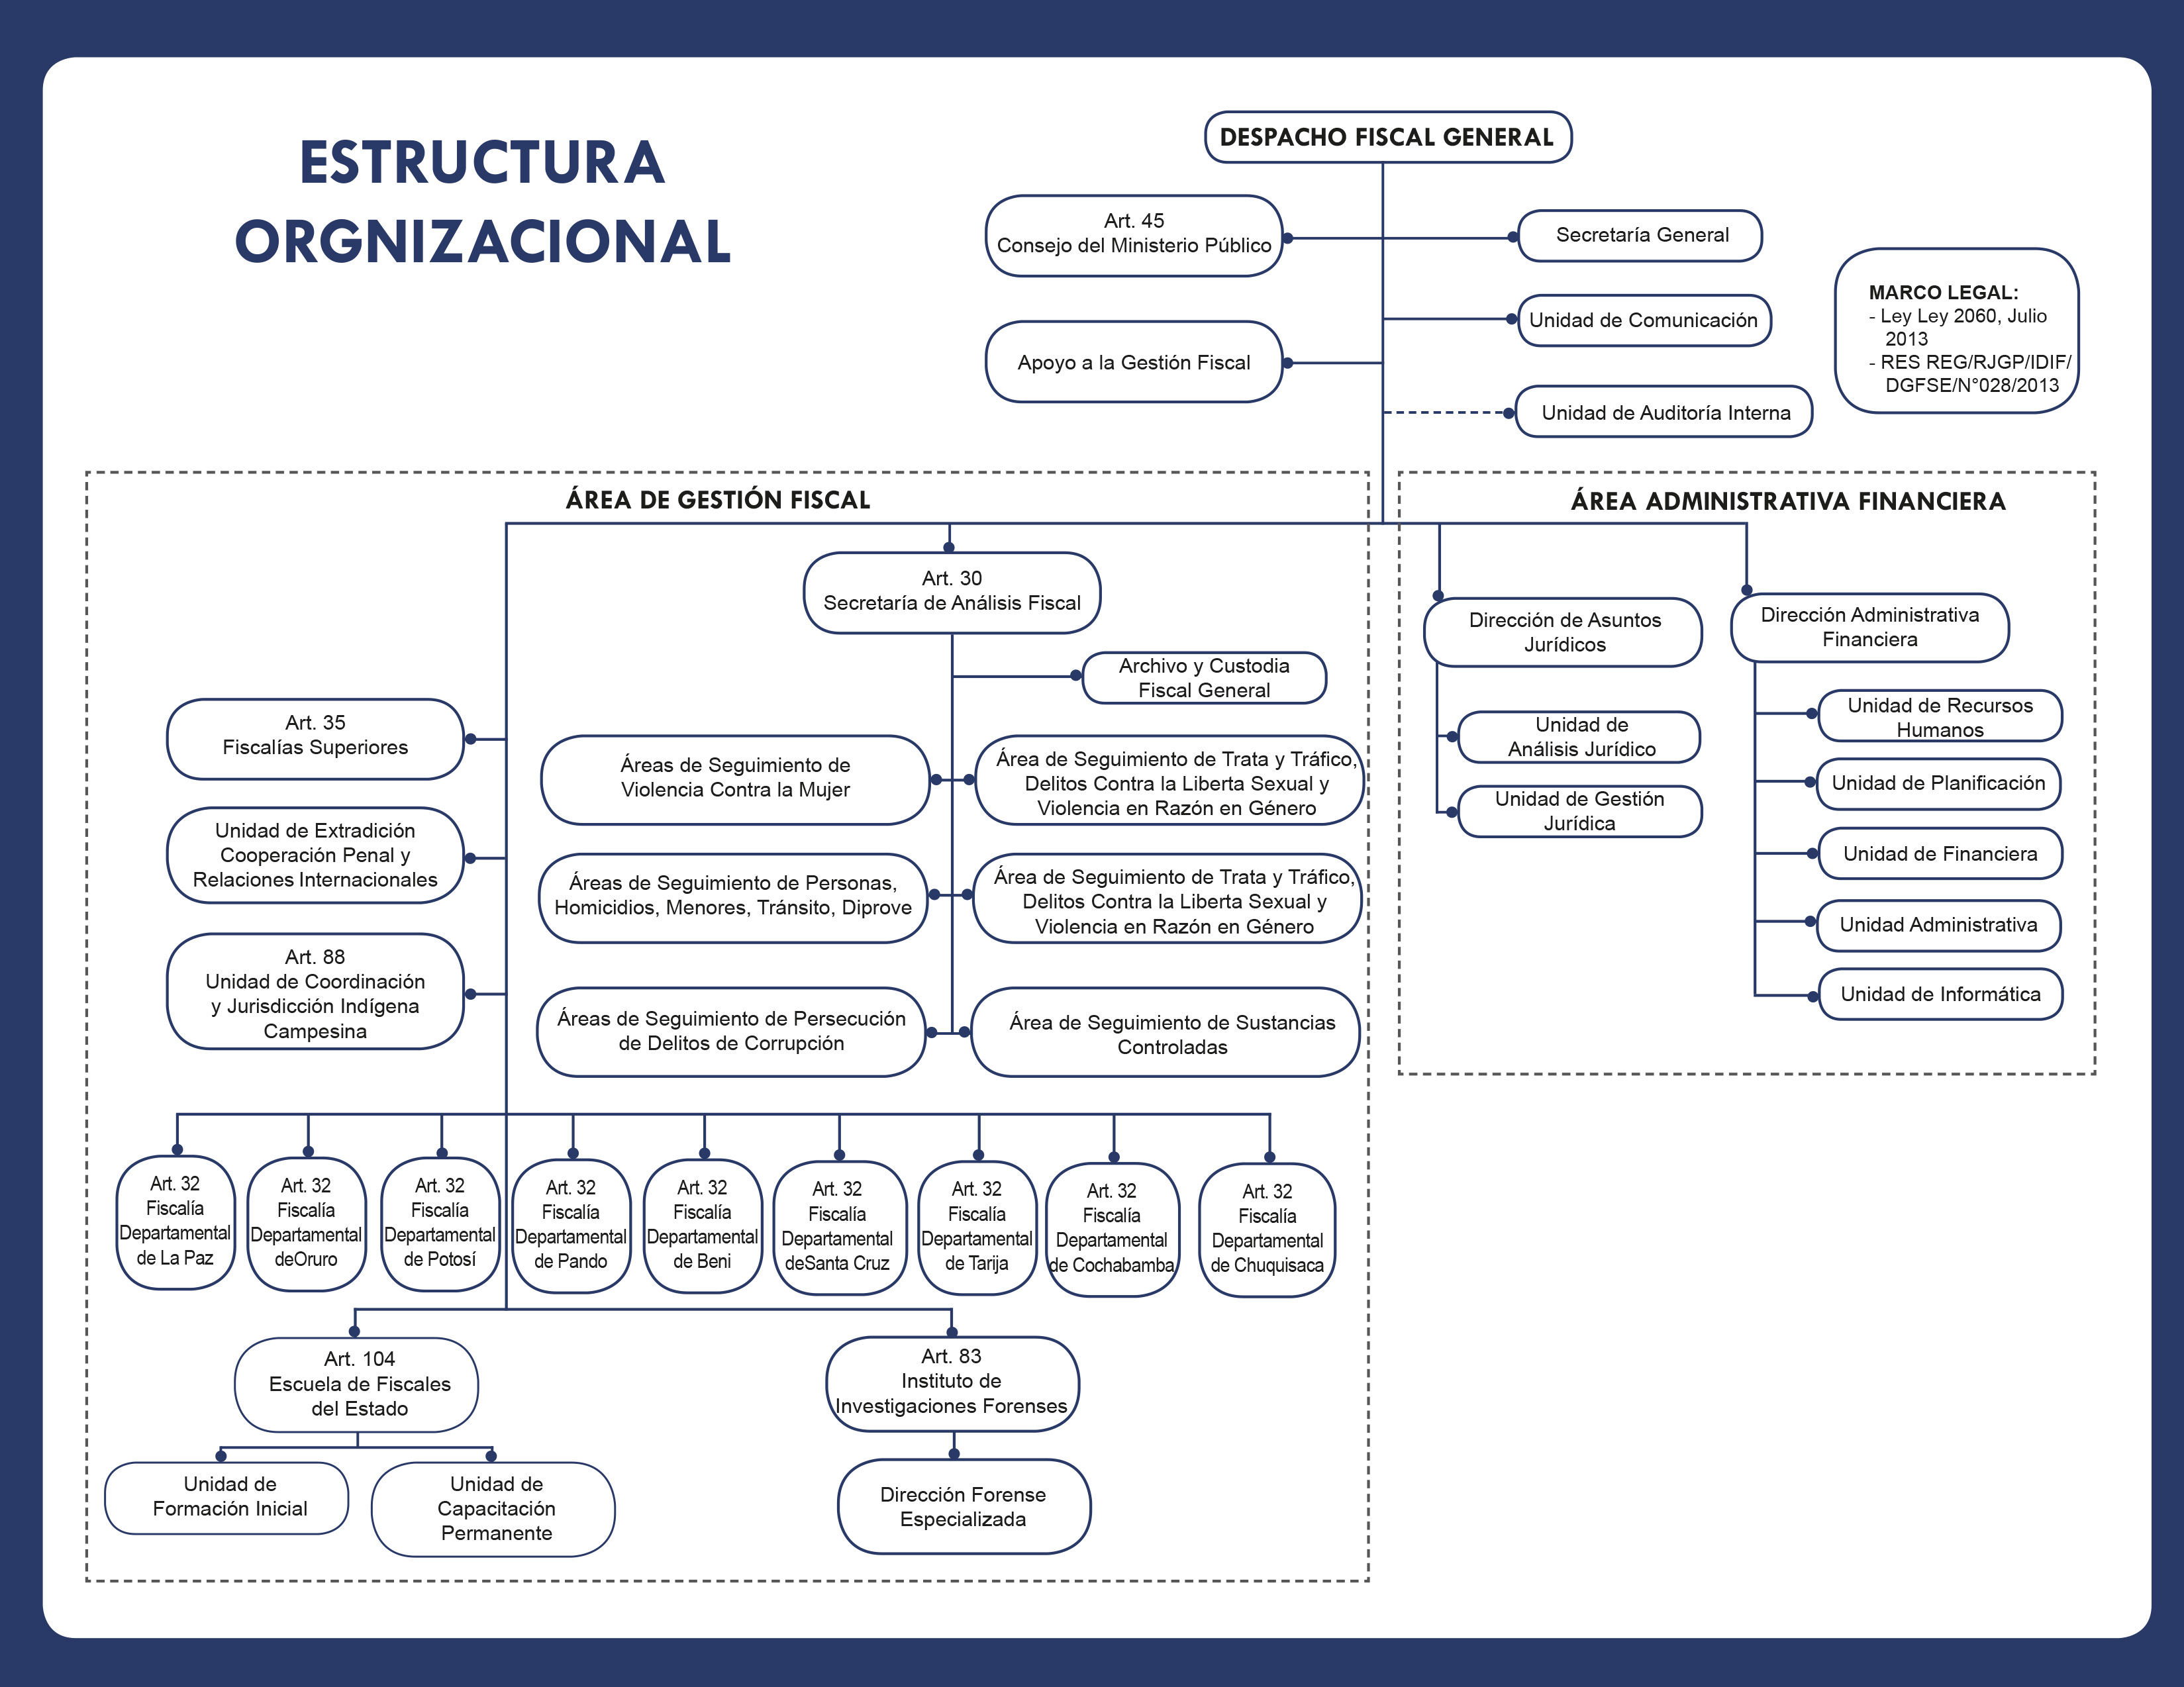 ESTRUCTURA
ORGNIZACIONAL
DESPACHO FISCAL GENERAL
Art. 45
Consejo del Ministerio Público
Secretaría General
Unidad de Comunicación
Apoyo a la Gestión Fiscal
Unidad de Auditoría Interna
MARCO LEGAL:
- Ley Ley 2060, Julio
2013
- RES REG/RJGP/IDIF/
DGFSE/N°028/2013
ÁREA DE GESTIÓN FISCAL
Art. 30
Secretaría de Análisis Fiscal
Archivo y Custodia
Fiscal General
Art. 35
Fiscalías Superiores
Unidad de Extradición
Cooperación Penal y
Relaciones Internacionales
Art. 88
Unidad de Coordinación
y Jurisdicción Indígena
Campesina
Áreas de Seguimiento de
Violencia Contra la Mujer
Área de Seguimiento de Trata y Tráfico,
Delitos Contra la Liberta Sexual y
Violencia en Razón en Género
Áreas de Seguimiento de Personas,
Homicidios, Menores, Tránsito, Diprove
Área de Seguimiento de Trata y Tráfico,
Delitos Contra la Liberta Sexual y
Violencia en Razón en Género
Áreas de Seguimiento de Persecución
de Delitos de Corrupción
Área de Seguimiento de Sustancias
Controladas
Art. 32
Fiscalía
Departamental
de La Paz
Art. 32
Fiscalía
Departamental
deOruro
Art. 32
Fiscalía
Departamental
de Potosí
Art. 32
Fiscalía
Departamental
de Pando
Art. 32
Fiscalía
Departamental
de Beni
Art. 32
Fiscalía
Departamental
deSanta Cruz
Art. 32
Fiscalía
Departamental
de Tarija
Art. 32
Fiscalía
Departamental
de Cochabamba
Art. 32
Fiscalía
Departamental
de Chuquisaca
Art. 104
Escuela de Fiscales
del Estado
Unidad de
Formación Inicial
Unidad de
Capacitación
Permanente
Art. 83
Instituto de
Investigaciones Forenses
Dirección Forense
Especializada
ÁREA ADMINISTRATIVA FINANCIERA
Dirección de Asuntos
Jurídicos
Unidad de
Análisis Jurídico
Unidad de Gestión
Jurídica
Dirección Administrativa
Financiera
Unidad de Recursos
Humanos
Unidad de Planificación
Unidad de Financiera
Unidad Administrativa
Unidad de Informática